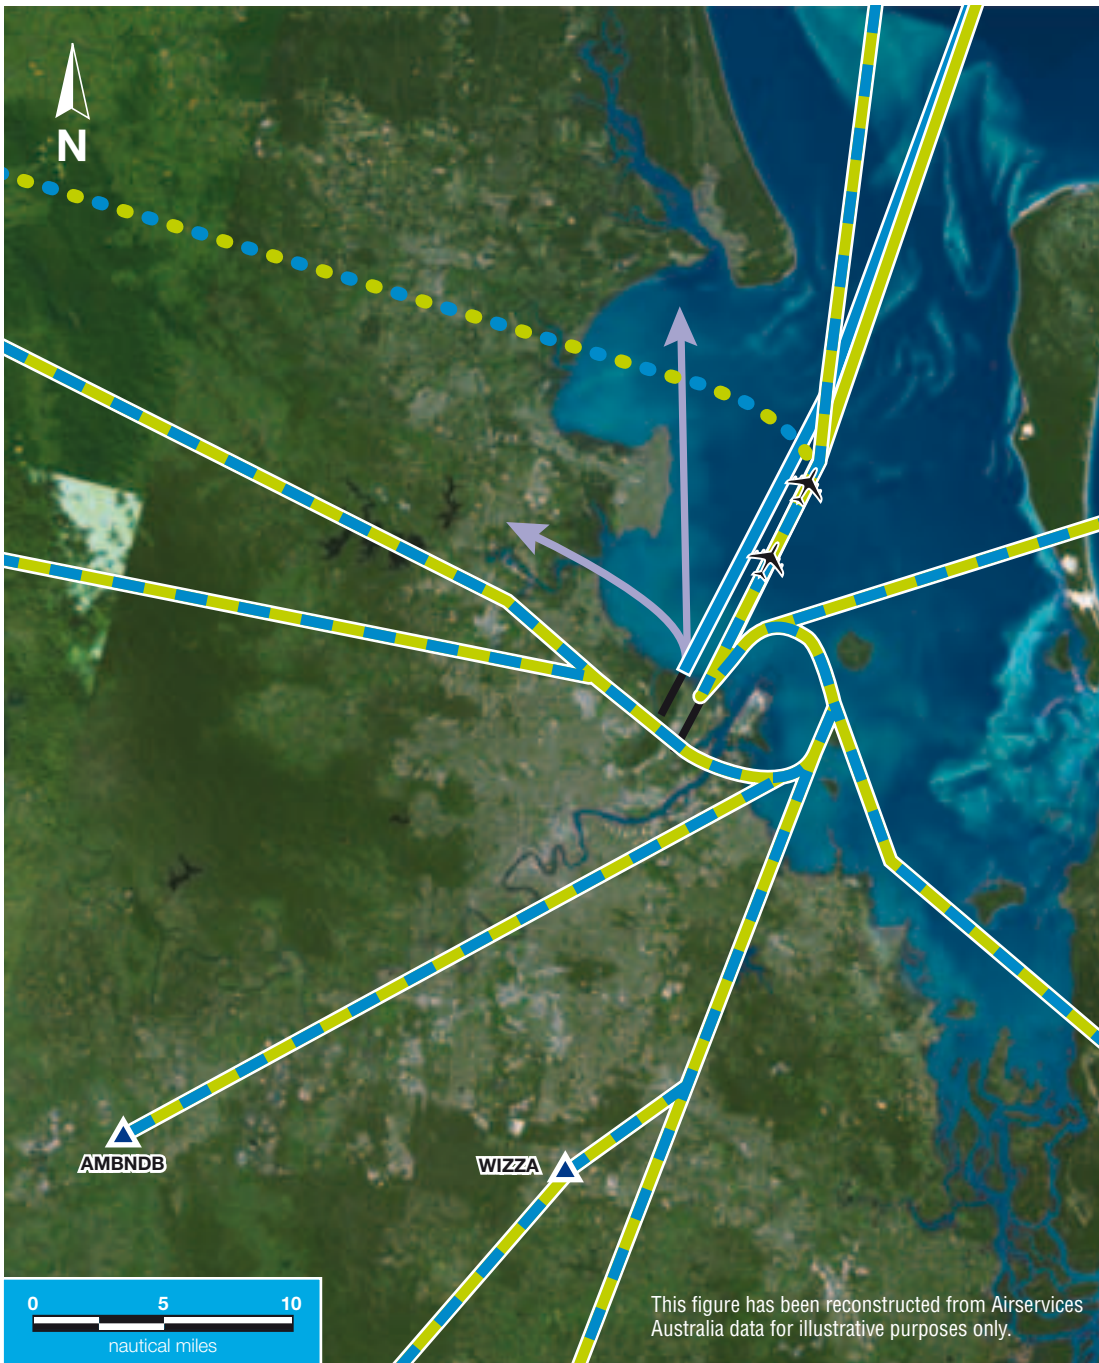 N
AMBNDB
WIZZA
0 5 10
nautical miles
This figure has been reconstructed from Airservices
Australia data for illustrative purposes only.